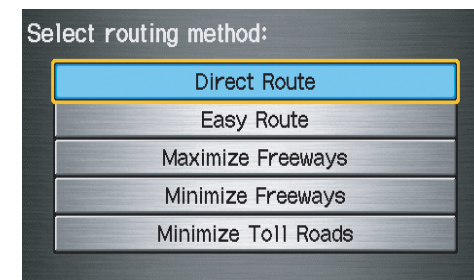 Select routing method:
Direct Route
Easy Route
Maximize Freeways
Minimize Freeways
Minimize Toll Roads